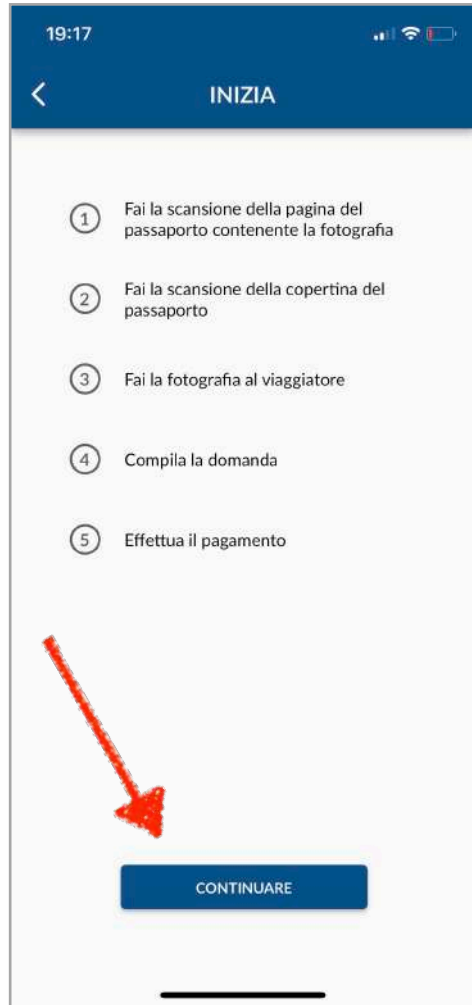 19:17
INIZIA
1 Fai la scansione della pagina del
passaporto contenente la fotografia
2 Fai la scansione della copertina del
passaporto
3 Fai la fotografia al viaggiatore
4 Compila la domanda
5 Effettua il pagamento
CONTINUARE